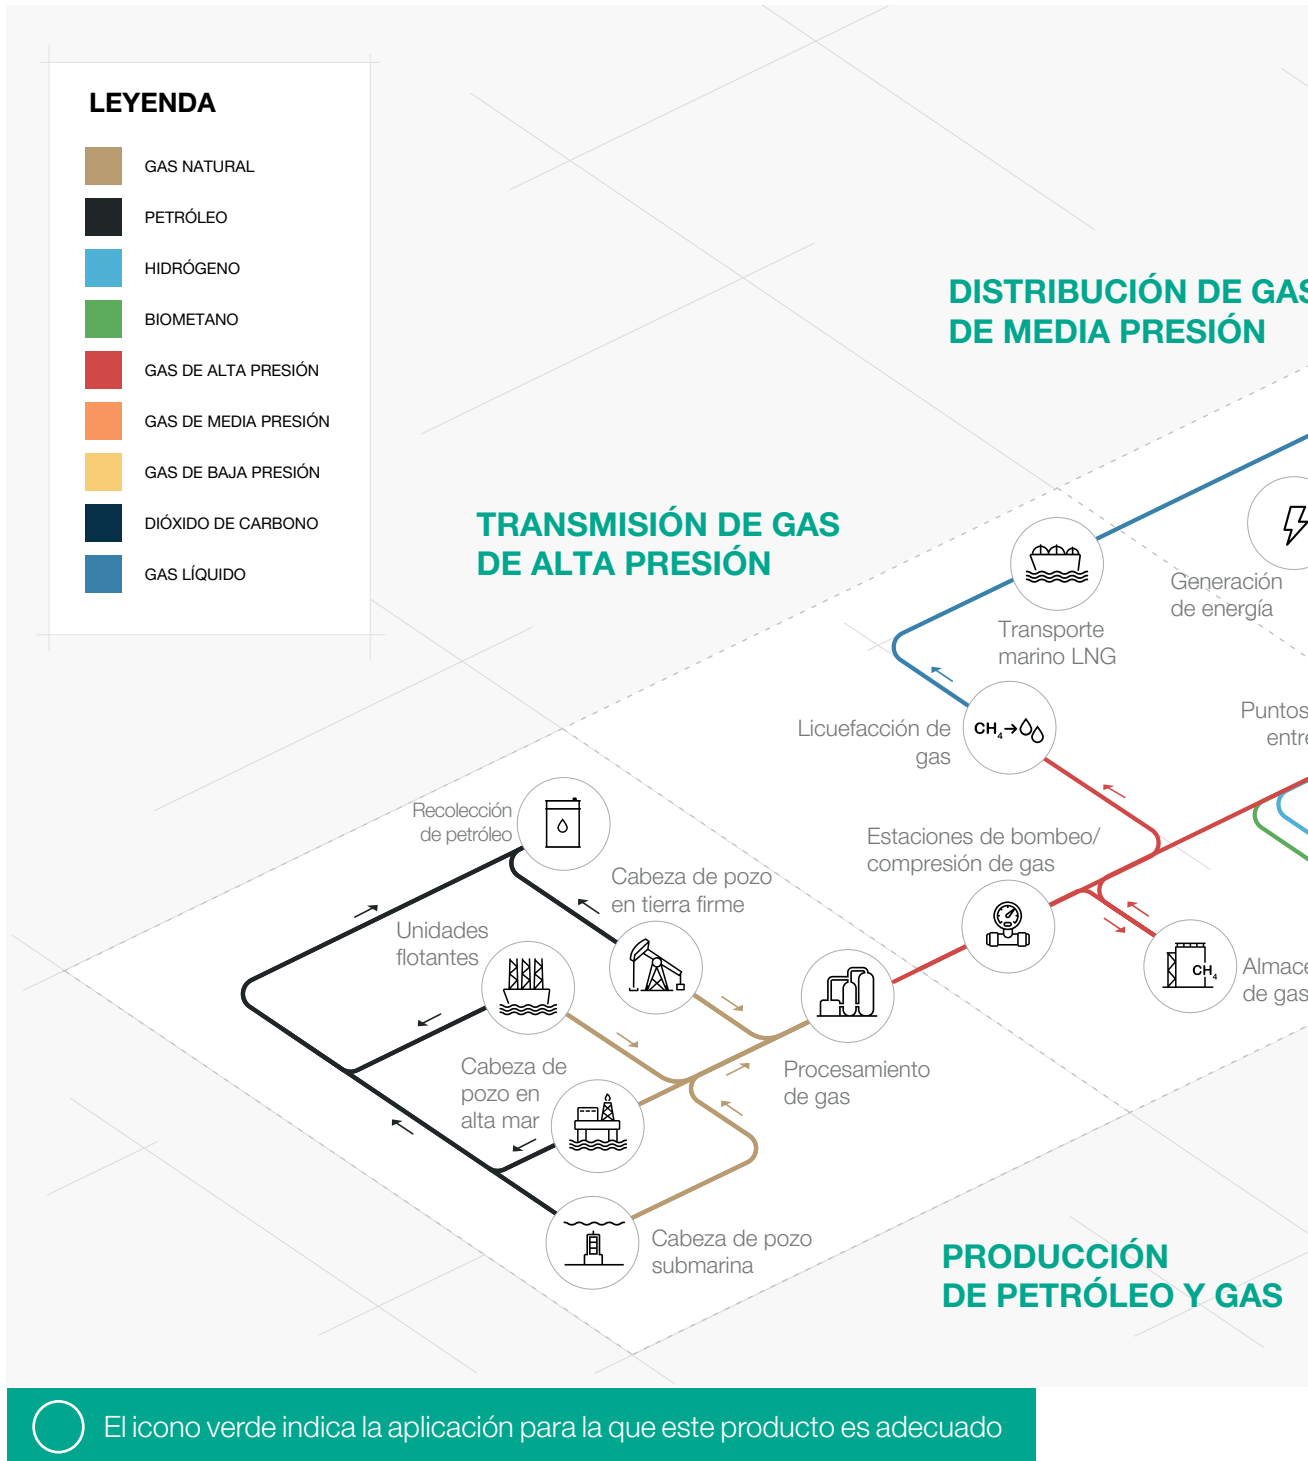 LEYENDA
GAS NATURAL
PETRÓLEO
HIDRÓGENO
BIOMETANO
GAS DE ALTA PRESIÓN
GAS DE MEDIA PRESIÓN
GAS DE BAJA PRESIÓN
DIÓXIDO DE CARBONO
GAS LÍQUIDO
DISTRIBUCIÓN DE GAS
DE MEDIA PRESIÓN
TRANSMISIÓN DE GAS
DE ALTA PRESIÓN
Generación
de energía
Transporte
marino LNG
Licuefacción de
gas
CH₄→
Puntos
entre
Recolección
de petróleo
Estaciones de bombeo/
compresión de gas
Cabeza de pozo
en tierra firme
Unidades
flotantes
CH₄
Almace
de gas
Cabeza de
pozo en
alta mar
Procesamiento
de gas
Cabeza de pozo
submarina
PRODUCCIÓN
DE PETRÓLEO Y GAS
El icono verde indica la aplicación para la que este producto es adecuado